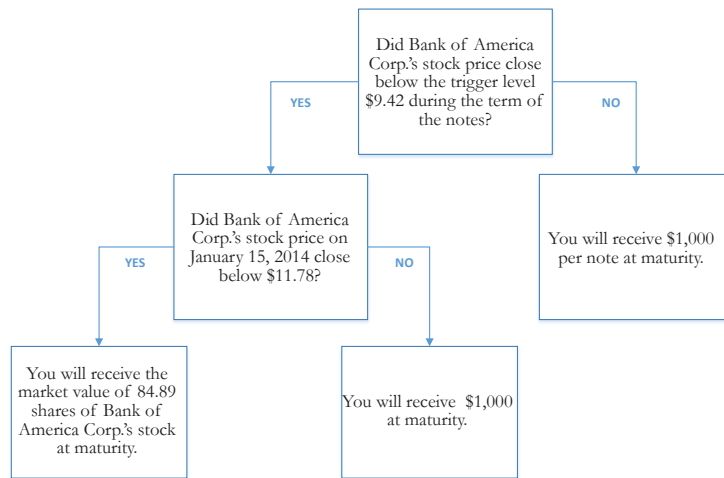 Did Bank of America
Corp.'s stock price close
below the trigger level
$9.42 during the term of
the notes?
YES
NO
Did Bank of America
Corp.'s stock price on
January 15, 2014 close
below $11.78?
You will receive $1,000
per note at maturity.
YES
NO
You will receive the
market value of 84.89
shares of Bank of
America Corp.'s stock
at maturity.
You will receive $1,000
at maturity.